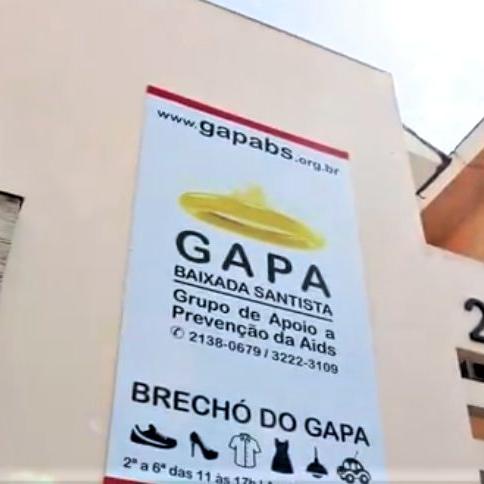 www.gapabs.org.br
GAPA
BAIXADA SANTISTA
Grupo de Apoio a
Prevenção da Aids
✆ 2138-0679 / 3222-3109
BRECHÓ DO GAPA
2ª a 6ª das 11 às 17h
2